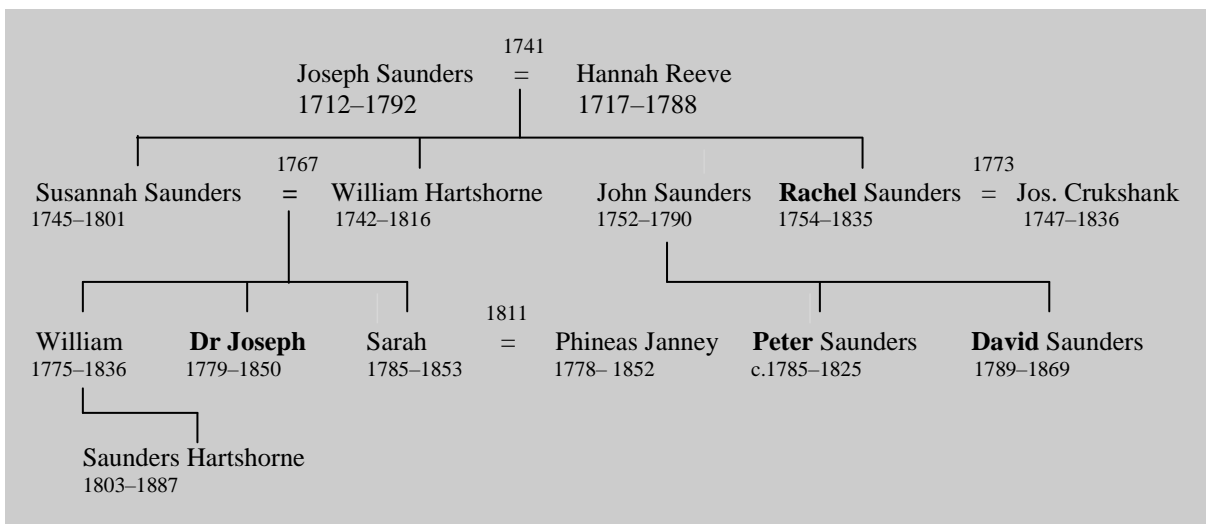 1741
Joseph Saunders = Hannah Reeve
1712–1792 1717–1788
1767 1773
Susannah Saunders = William Hartshorne John Saunders Rachel Saunders = Jos. Crukshank
1745–1801 1742–1816 1752–1790 1754–1835 1747–1836
1811
William Dr Joseph Sarah = Phineas Janney Peter Saunders David Saunders
1775–1836 1779–1850 1785–1853 1778– 1852 c.1785–1825 1789–1869
Saunders Hartshorne
1803–1887